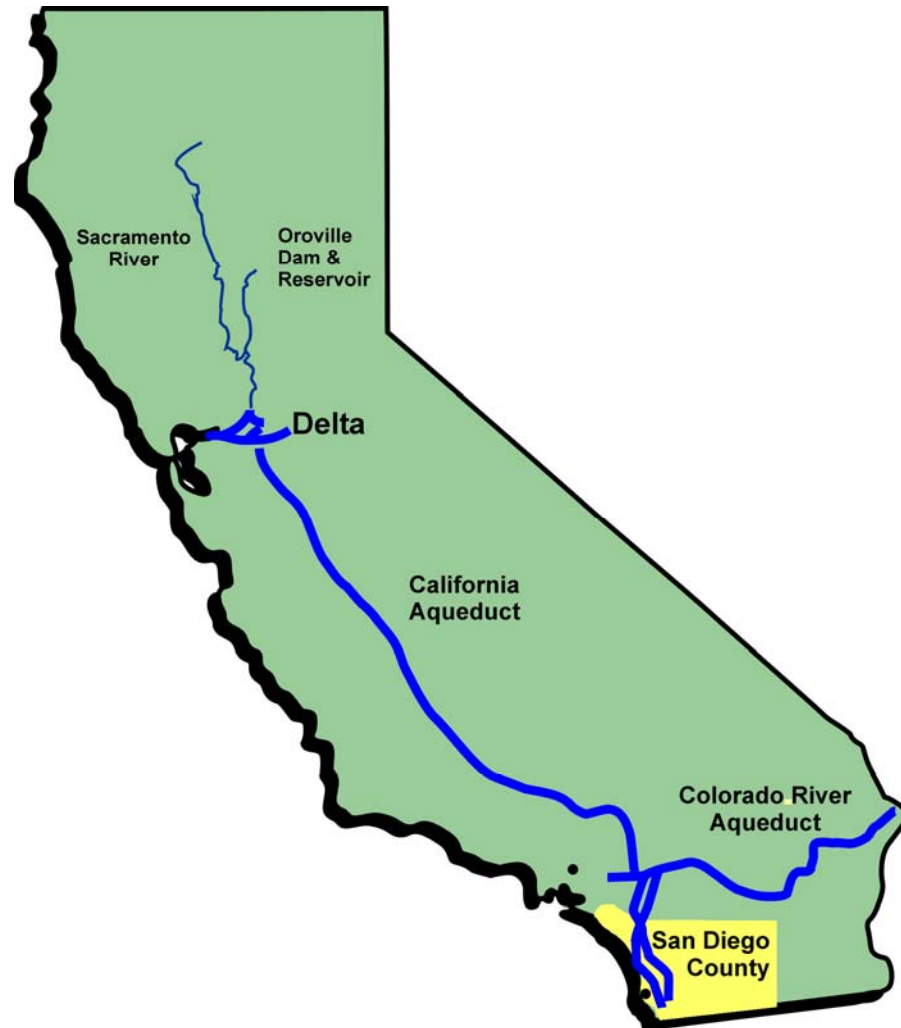 Sacramento
River
Oroville
Dam &
Reservoir
Delta
California
Aqueduct
Colorado River
Aqueduct
San Diego
County